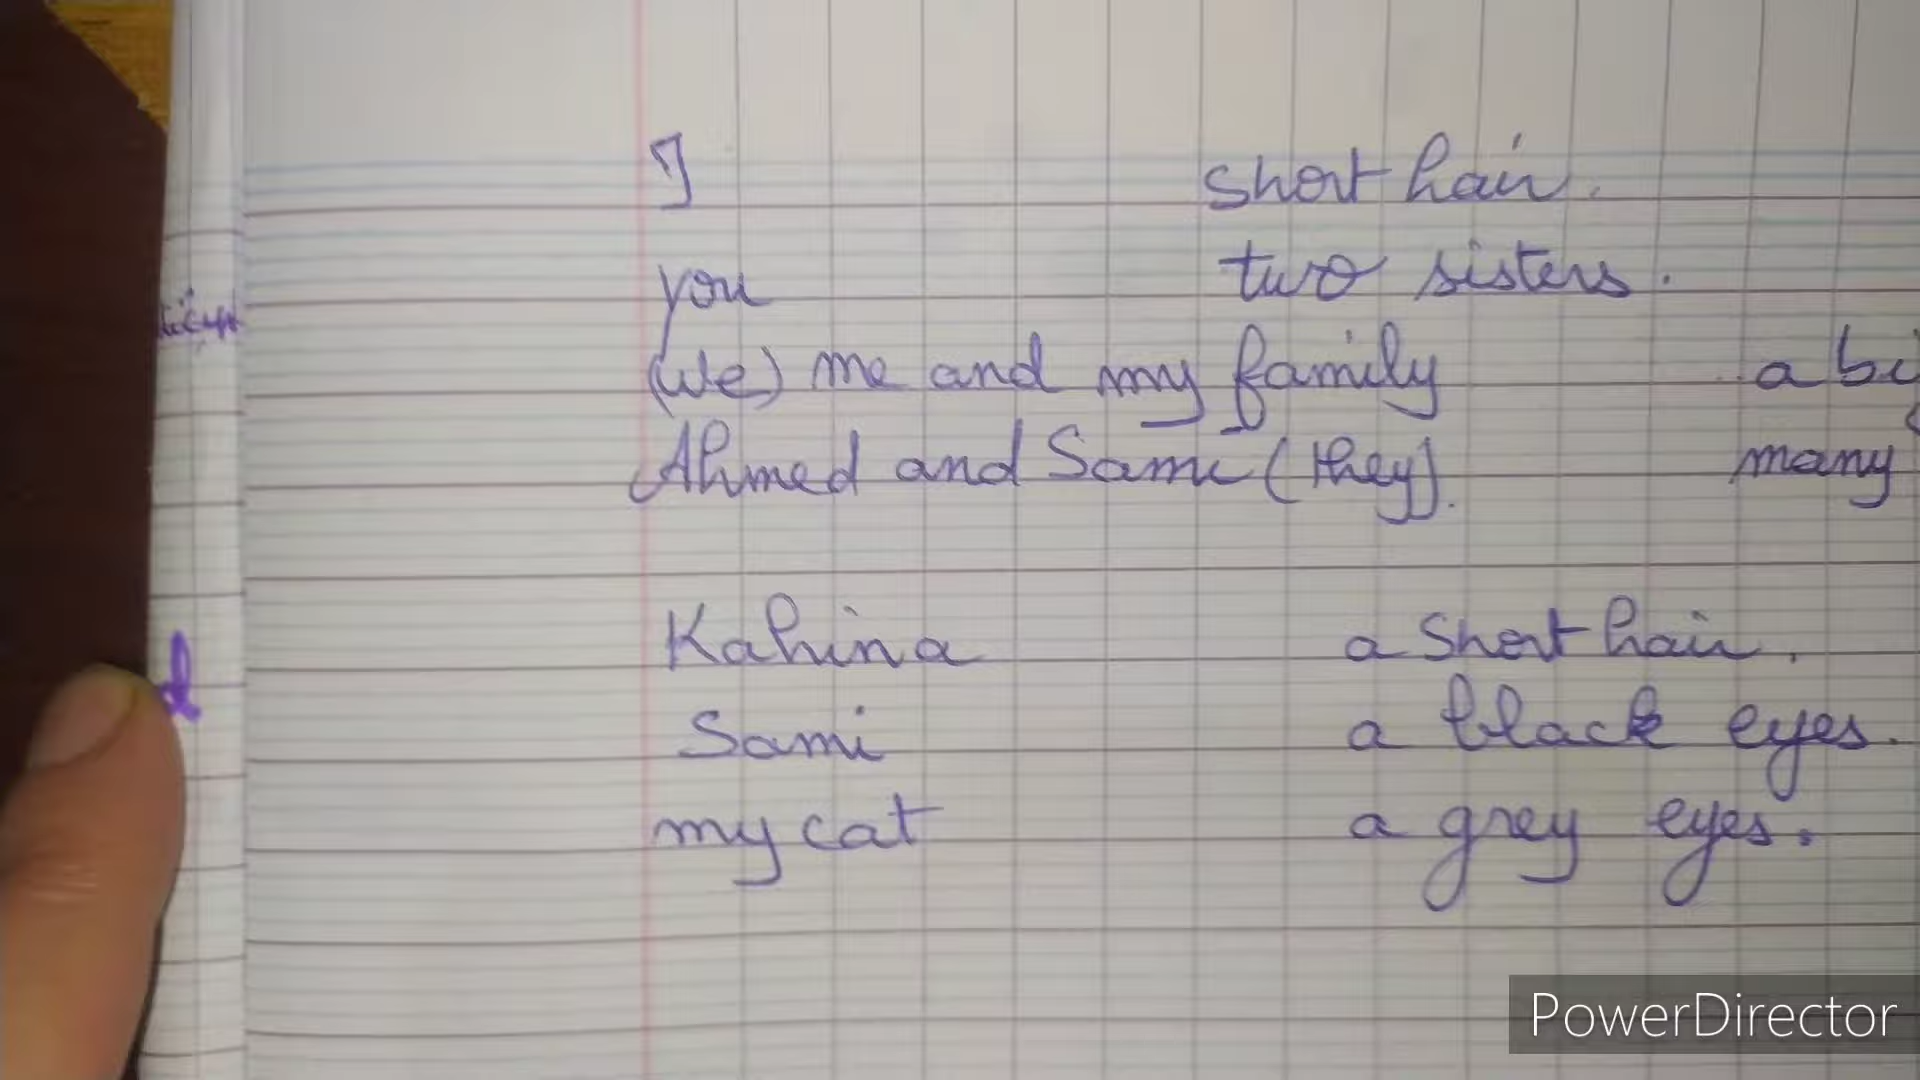 I short hair.
you two sisters.
(we) me and my family a bi
Ahmed and Sami (they). many
Kahina a short hair.
Sami a black eyes.
my cat a grey eyes.
PowerDirector